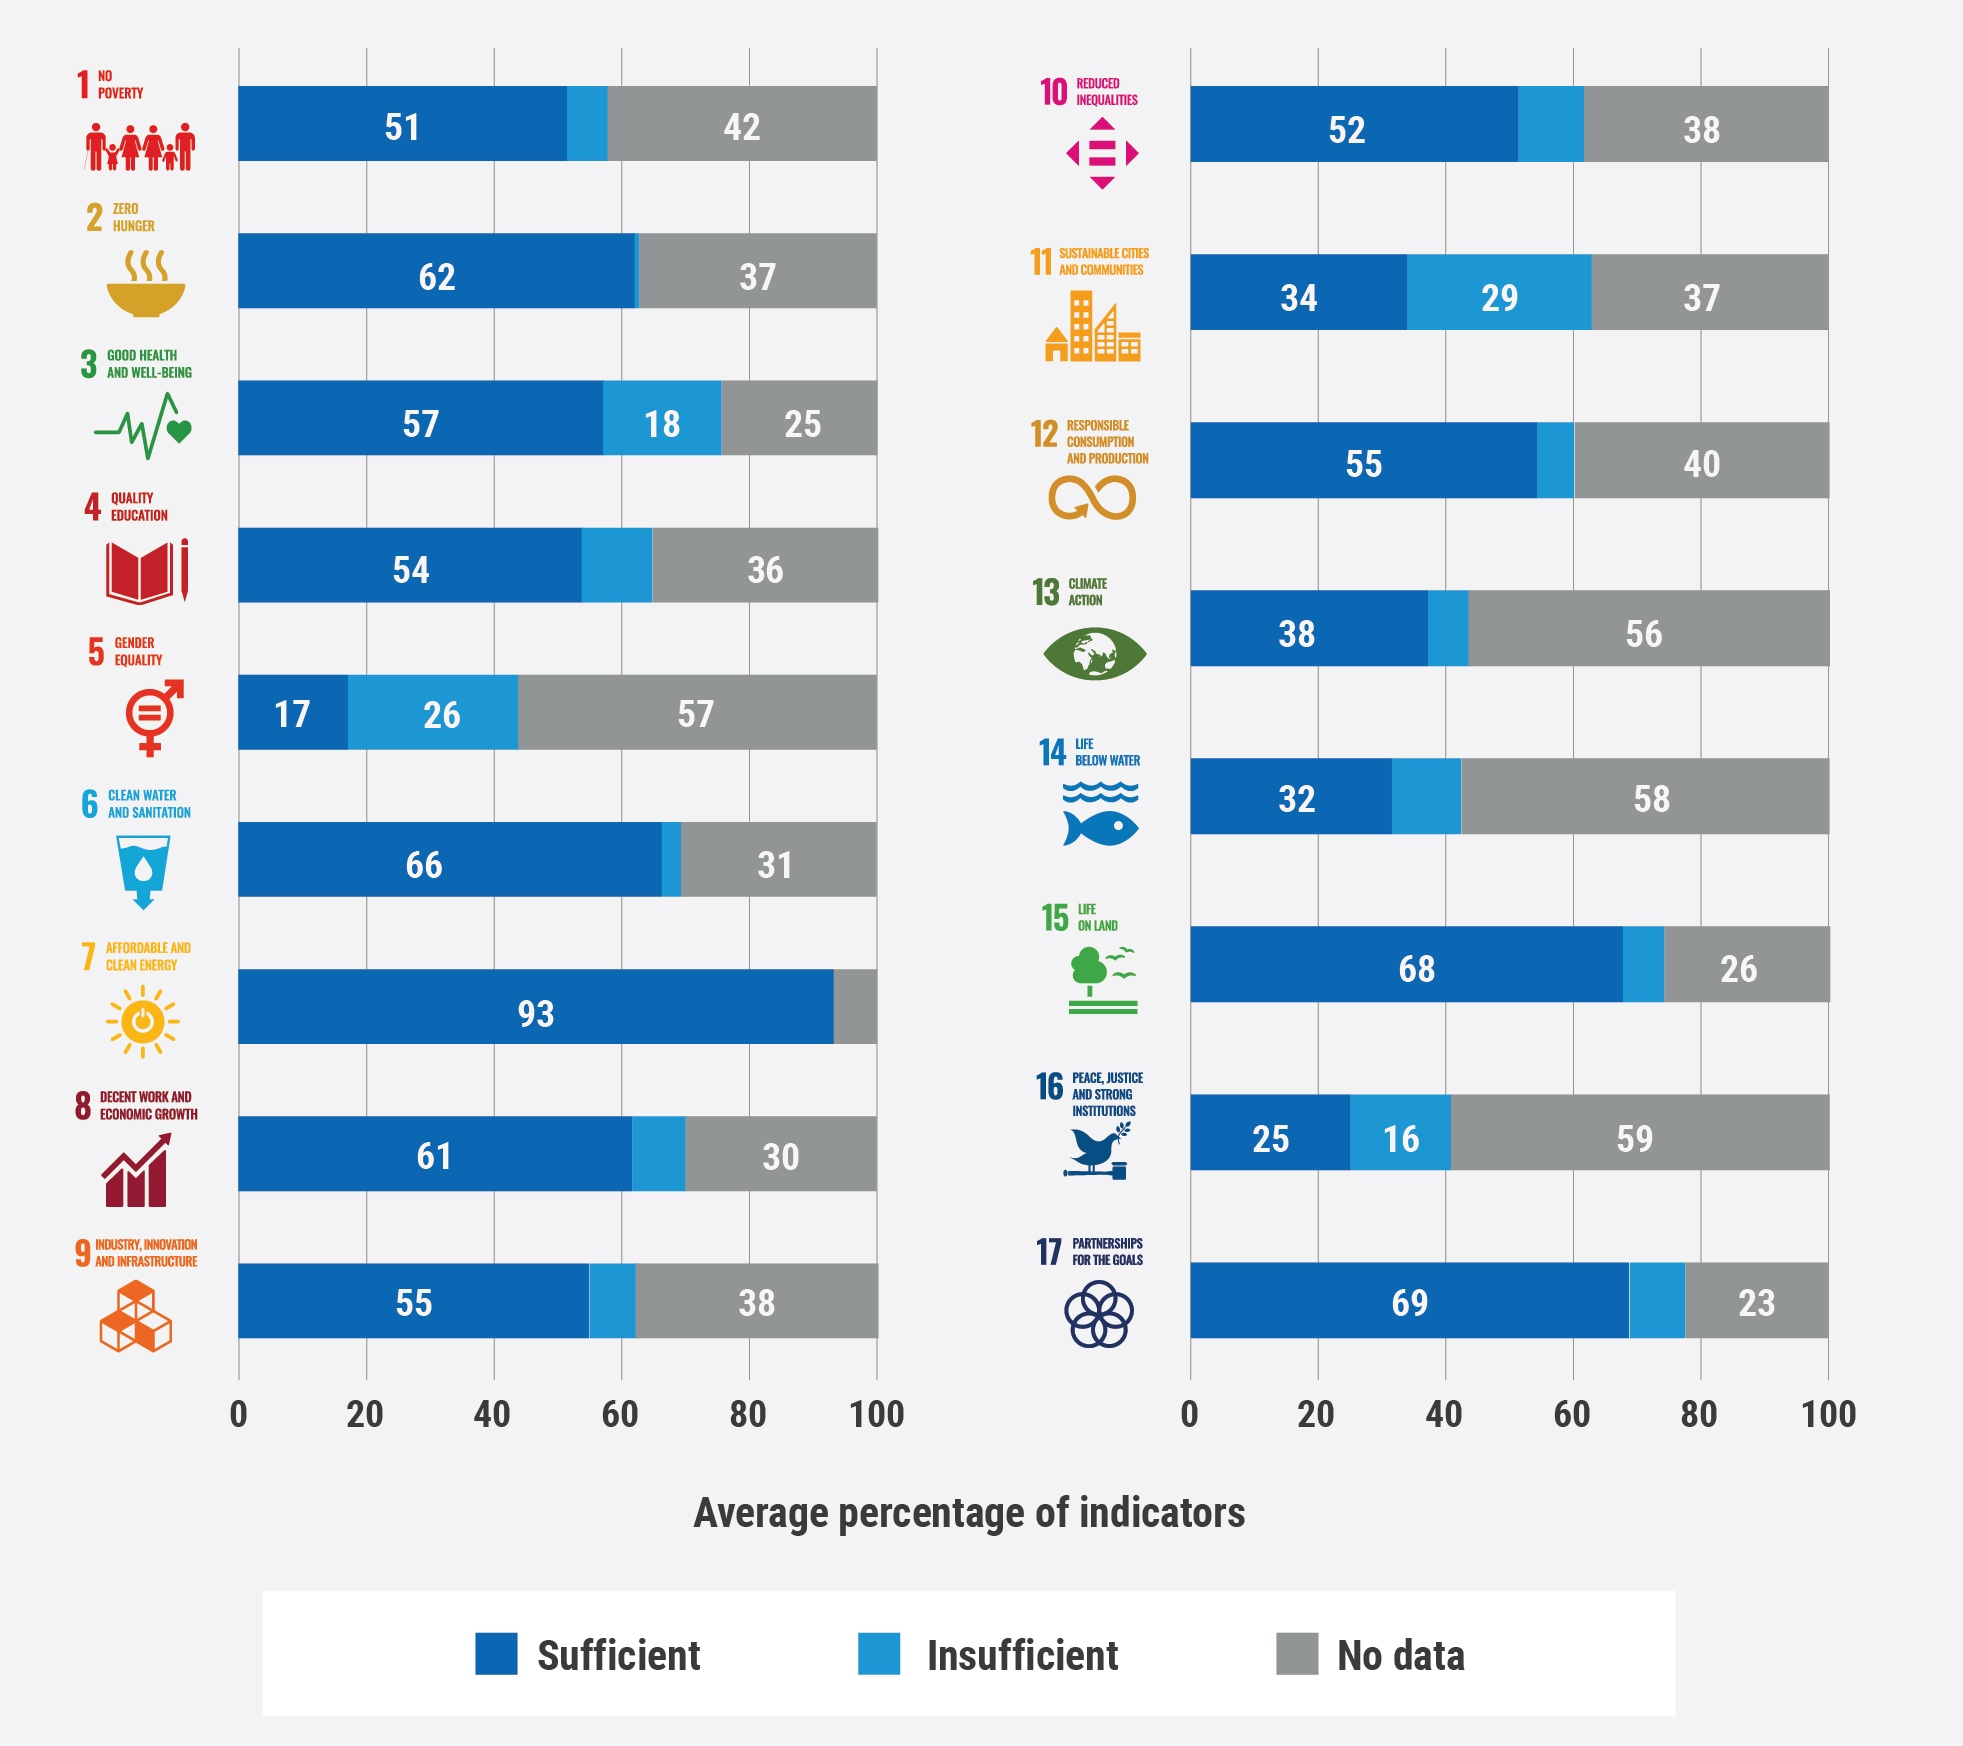 1 NO
POVERTY
51 42
2 ZERO
HUNGER
62 37
3 GOOD HEALTH
AND WELL-BEING
57 18 25
4 QUALITY
EDUCATION
54 36
5 GENDER
EQUALITY
17 26 57
6 CLEAN WATER
AND SANITATION
66 31
7 AFFORDABLE AND
CLEAN ENERGY
93
8 DECENT WORK AND
ECONOMIC GROWTH
61 30
9 INDUSTRY, INNOVATION
AND INFRASTRUCTURE
55 38
0 20 40 60 80 100
10 REDUCED
INEQUALITIES
52 38
11 SUSTAINABLE CITIES
AND COMMUNITIES
34 29 37
12 RESPONSIBLE
CONSUMPTION
AND PRODUCTION
55 40
13 CLIMATE
ACTION
38 56
14 LIFE
BELOW WATER
32 58
15 LIFE
ON LAND
68 26
16 PEACE, JUSTICE
AND STRONG
INSTITUTIONS
25 16 59
17 PARTNERSHIPS
FOR THE GOALS
69 23
0 20 40 60 80 100
Average percentage of indicators
Sufficient Insufficient No data